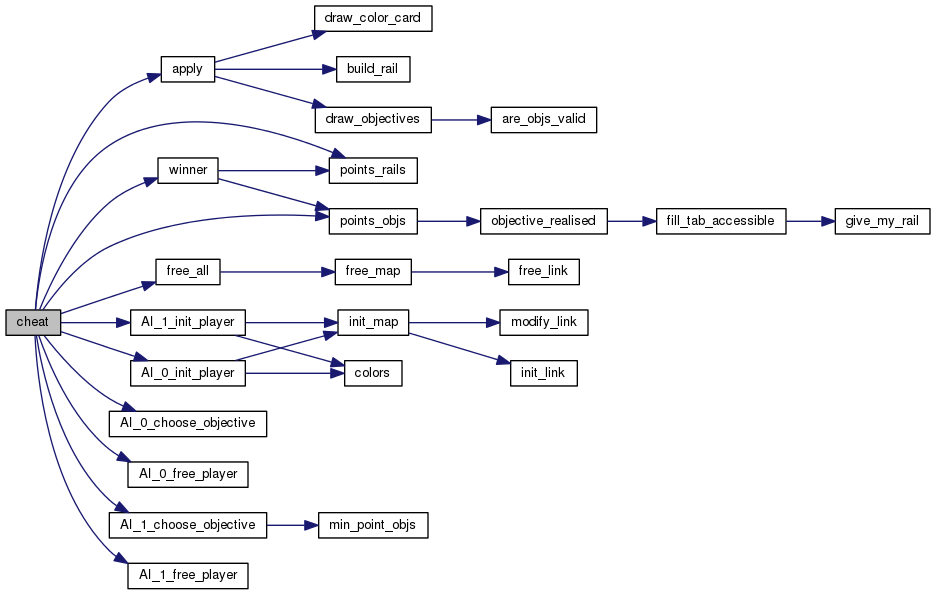 draw_color_card
apply
build_rail
draw_objectives
are_objs_valid
points_rails
winner
points_objs
objective_realised
fill_tab_accessible
give_my_rail
free_all
free_map
free_link
cheat
AI_1_init_player
init_map
modify_link
AI_0_init_player
colors
init_link
AI_0_choose_objective
AI_0_free_player
AI_1_choose_objective
min_point_objs
AI_1_free_player